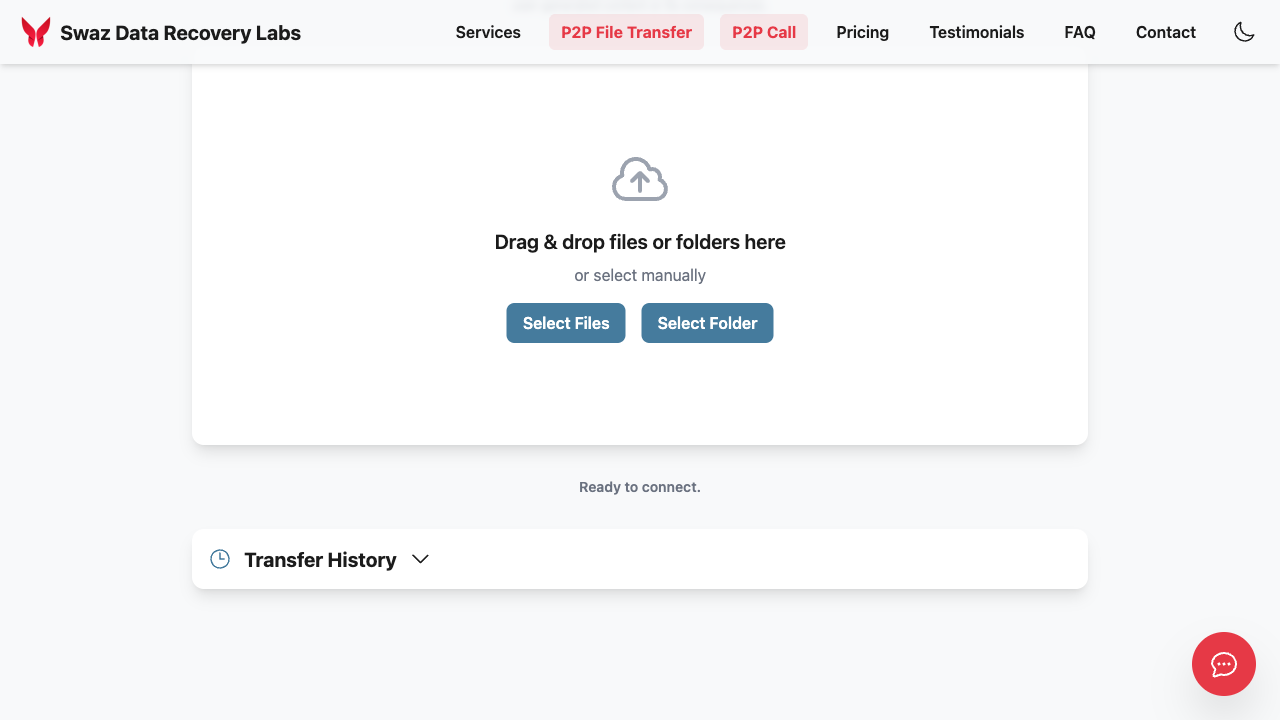 Swaz Data Recovery Labs
Services
P2P File Transfer
P2P Call
Pricing
Testimonials
FAQ
Contact
Drag & drop files or folders here
or select manually
Select Files
Select Folder
Ready to connect.
Transfer History